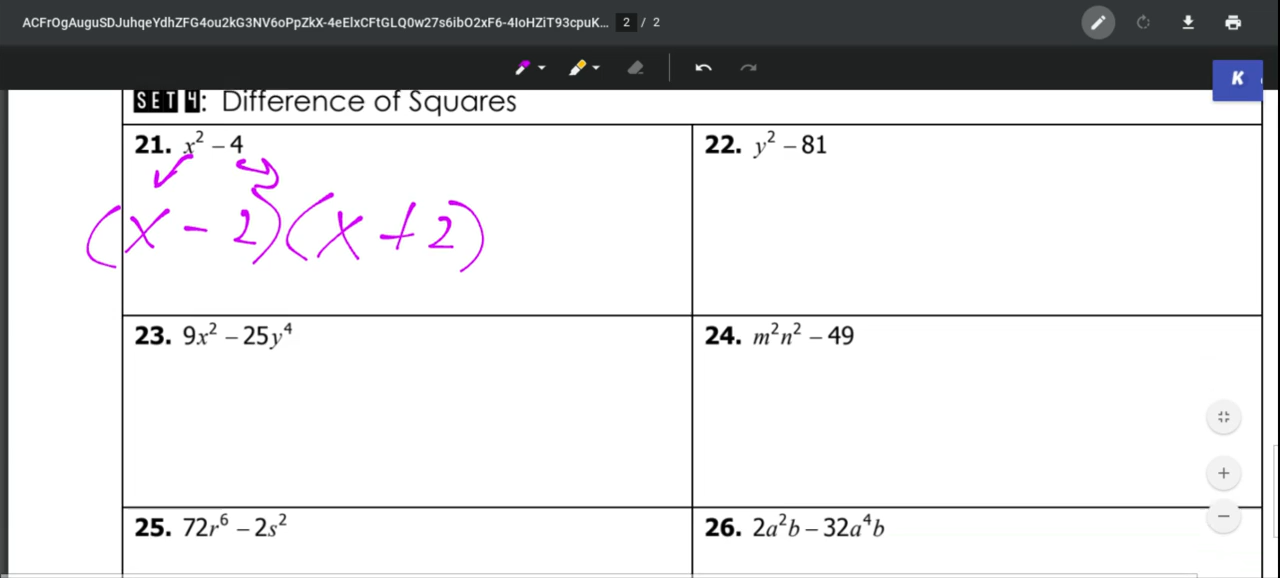 ACFrOgAuguSDJuhqeYdhZFG4ou2kG3NV6oPpZkX-4eElxCFtGLQ0w27s6ibO2xF6-4IoHZiT93cpuK... 2 / 2
K
SET 4: Difference of Squares
21. x² – 4
22. y² – 81
(x - 2)(x + 2)
23. 9x² – 25y⁴
24. m²n² – 49
25. 72r⁶ – 2s²
26. 2a²b – 32a⁴b